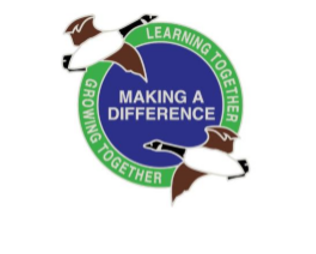 LEARNING TOGETHER
MAKING A
DIFFERENCE
GROWING TOGETHER